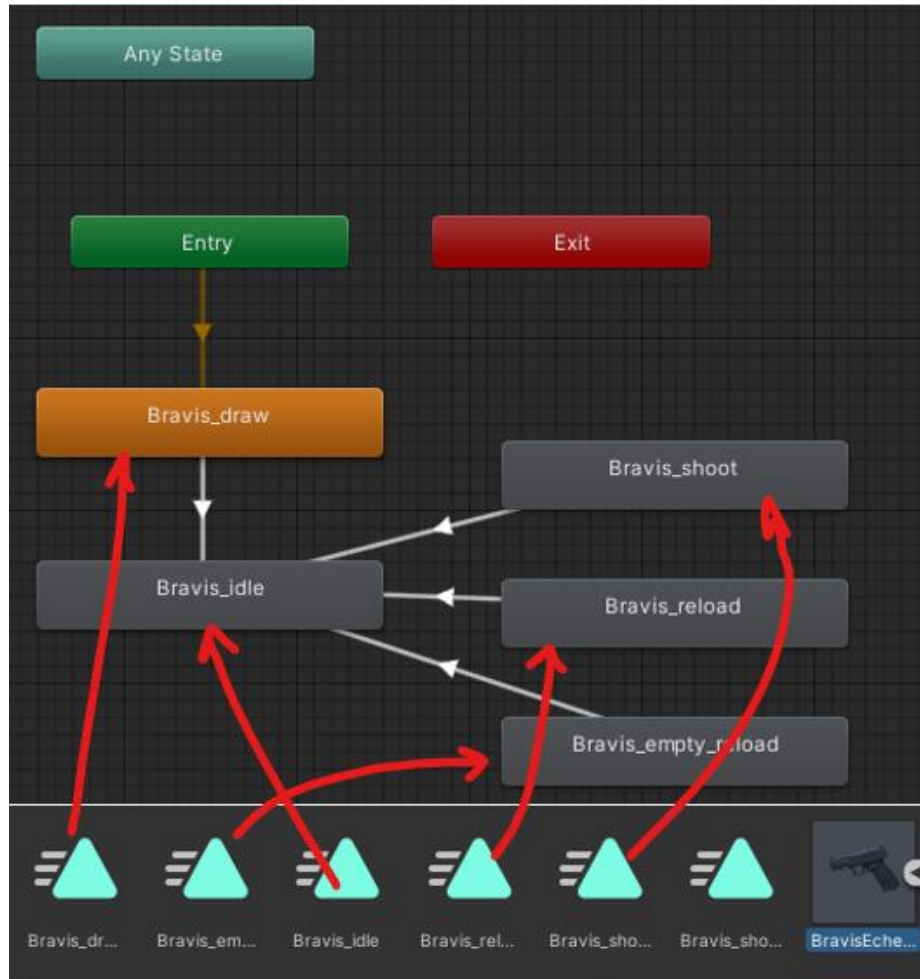 Any State
Entry
Exit
Bravis_draw
Bravis_shoot
Bravis_idle
Bravis_reload
Bravis_empty_reload
Bravis_dr...
Bravis_em...
Bravis_idle
Bravis_rel...
Bravis_sho...
Bravis_sho...
BravisEche...